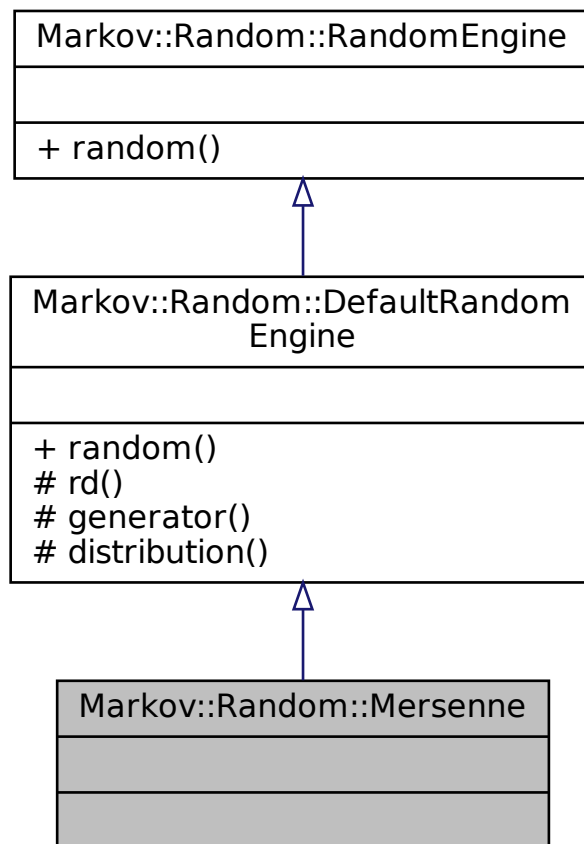 Markov::Random::RandomEngine
+ random()
Markov::Random::DefaultRandom
Engine
+ random()
# rd()
# generator()
# distribution()
Markov::Random::Mersenne